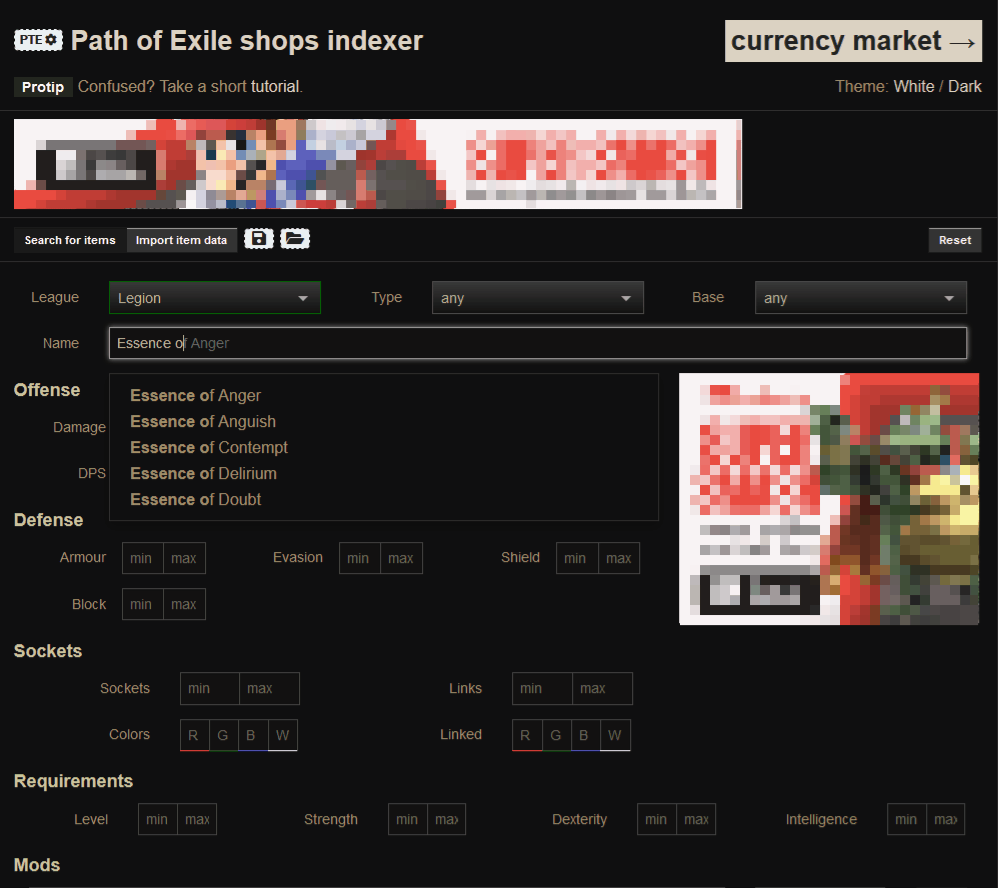 PTE Path of Exile shops indexer
currency market →
Protip Confused? Take a short tutorial.
Theme: White / Dark
Search for items Import item data
Reset
League Legion Type any Base any
Name Essence of Anger
Offense
Essence of Anger
Essence of Anguish
Damage
Essence of Contempt
DPS
Essence of Delirium
Essence of Doubt
Defense
Armour min max Evasion min max Shield min max
Block min max
Sockets
Sockets min max Links min max
Colors R G B W Linked R G B W
Requirements
Level min max Strength min max Dexterity min max Intelligence min max
Mods